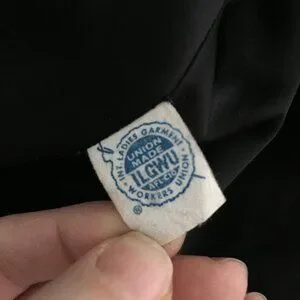 INT. LADIES GARMENT
UNION
MADE
ILGWU
AFL-CIO
WORKERS UNION
®